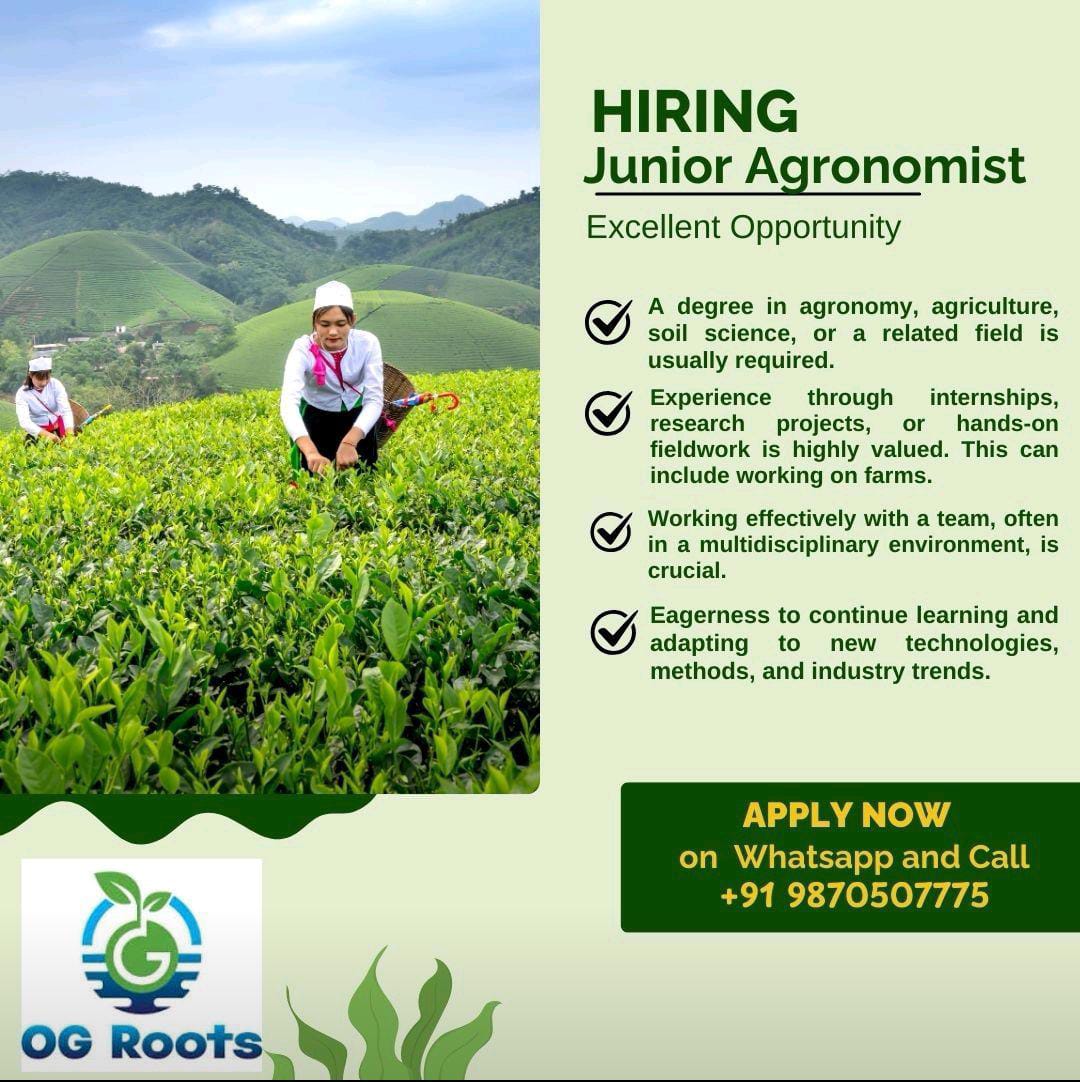 HIRING
Junior Agronomist
Excellent Opportunity
A degree in agronomy, agriculture,
soil science, or a related field is
usually required.
Experience through internships,
research projects, or hands-on
fieldwork is highly valued. This can
include working on farms.
Working effectively with a team, often
in a multidisciplinary environment, is
crucial.
Eagerness to continue learning and
adapting to new technologies,
methods, and industry trends.
APPLY NOW
on Whatsapp and Call
+91 9870507775
G
OG Roots